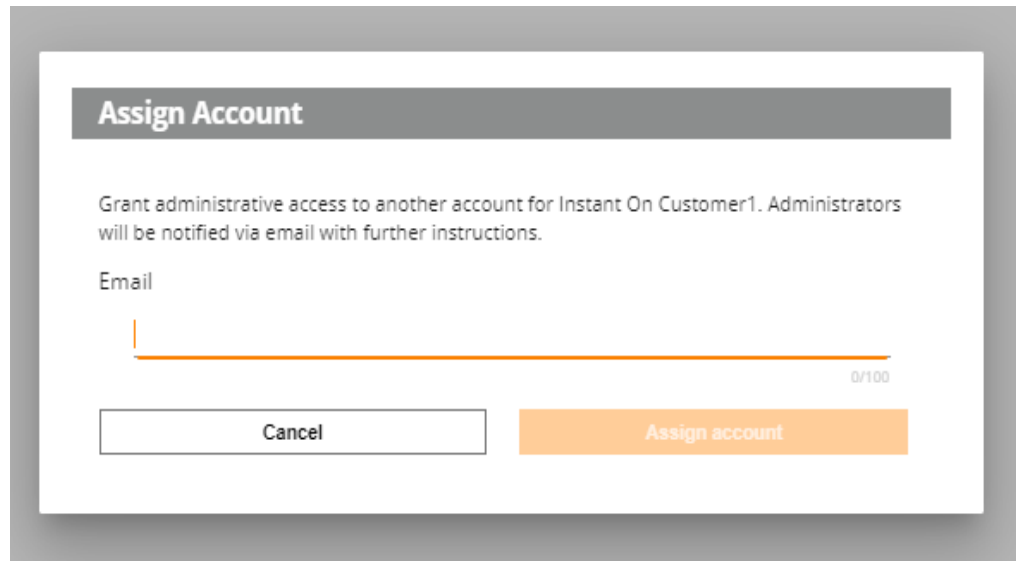 Assign Account
Grant administrative access to another account for Instant On Customer1. Administrators
will be notified via email with further instructions.
Email
0/100
Cancel
Assign account